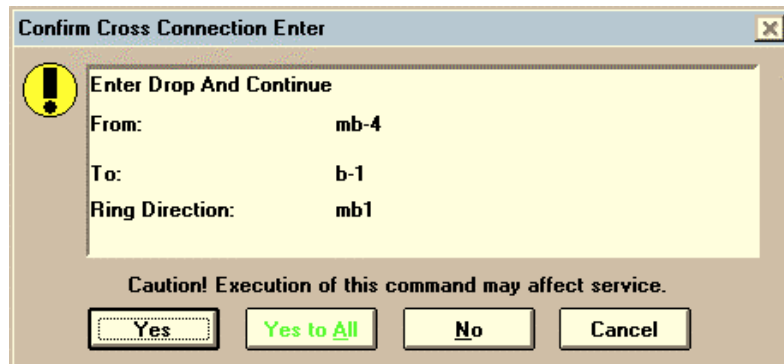 Confirm Cross Connection Enter
Enter Drop And Continue
From: mb-4
To: b-1
Ring Direction: mb1
Caution! Execution of this command may affect service.
Yes Yes to All No Cancel